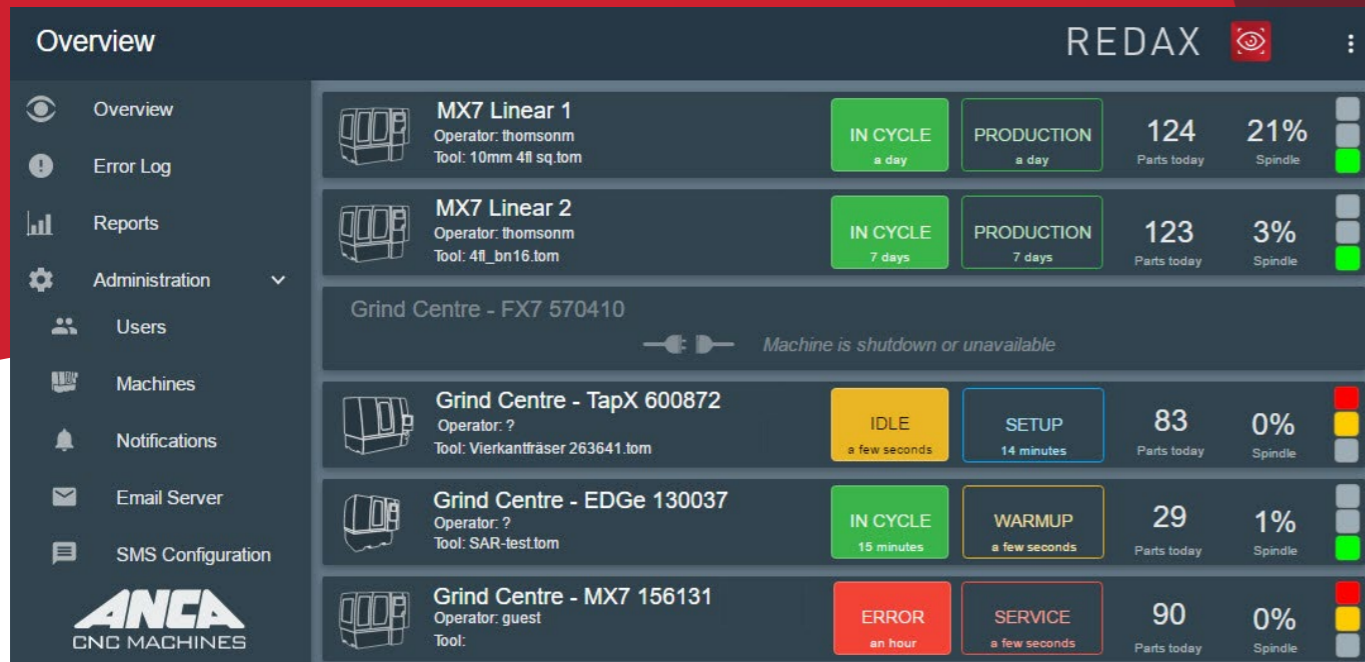 Overview
REDAX
Overview
Error Log
Reports
Administration
Users
Machines
Notifications
Email Server
SMS Configuration
ANCA
CNC MACHINES
MX7 Linear 1
Operator: thomsonm
Tool: 10mm 4fl sq.tom
IN CYCLE
a day
PRODUCTION
a day
124
Parts today
21%
Spindle
MX7 Linear 2
Operator: thomsonm
Tool: 4fl_bn16.tom
IN CYCLE
7 days
PRODUCTION
7 days
123
Parts today
3%
Spindle
Grind Centre - FX7 570410
Machine is shutdown or unavailable
Grind Centre - TapX 600872
Operator: ?
Tool: Vierkantfräser 263641.tom
IDLE
a few seconds
SETUP
14 minutes
83
Parts today
0%
Spindle
Grind Centre - EDGe 130037
Operator: ?
Tool: SAR-test.tom
IN CYCLE
15 minutes
WARMUP
a few seconds
29
Parts today
1%
Spindle
Grind Centre - MX7 156131
Operator: guest
Tool:
ERROR
an hour
SERVICE
a few seconds
90
Parts today
0%
Spindle